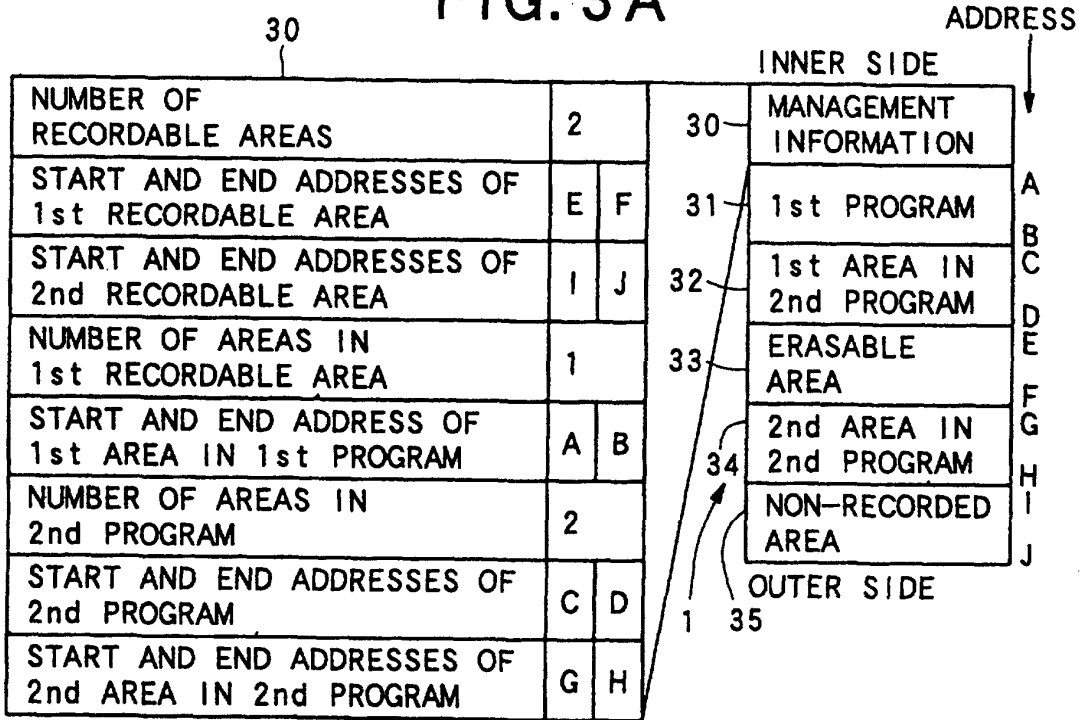 FIG. 3A
30
NUMBER OF
RECORDABLE AREAS
2
START AND END ADDRESSES OF
1st RECORDABLE AREA
E F
START AND END ADDRESSES OF
2nd RECORDABLE AREA
I J
NUMBER OF AREAS IN
1st RECORDABLE AREA
1
START AND END ADDRESS OF
1st AREA IN 1st PROGRAM
A B
NUMBER OF AREAS IN
2nd PROGRAM
2
START AND END ADDRESSES OF
2nd PROGRAM
C D
START AND END ADDRESSES OF
2nd AREA IN 2nd PROGRAM
G H
ADDRESS
INNER SIDE
30
MANAGEMENT
INFORMATION
A
31
1st PROGRAM
B
C
32
1st AREA IN
2nd PROGRAM
D
E
33
ERASABLE
AREA
F
G
34
2nd AREA IN
2nd PROGRAM
H
I
NON-RECORDED
AREA
J
OUTER SIDE
1 35